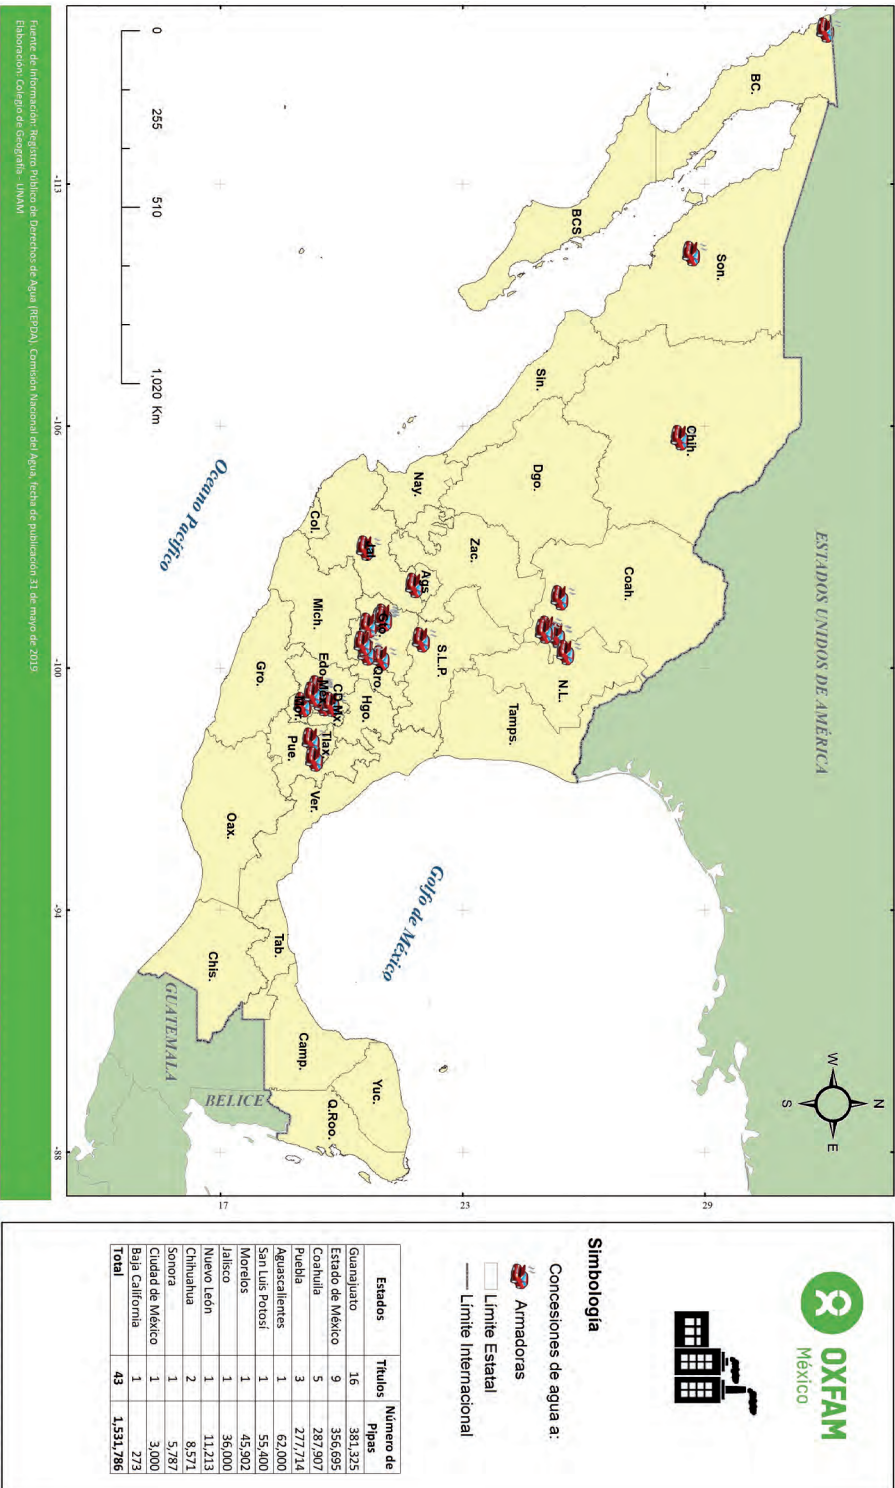 ESTADOS UNIDOS DE AMÉRICA
N
W
E
S
BC.
BCS
Son.
Chih.
Coah.
Sin.
Dgo.
N.L.
Zac.
Tamps.
Nay.
Ags.
S.L.P.
Jal.
Gto.
Qro.
Hgo.
Col.
Mich.
Edo.Mex.
CD.Mx.
Tlax.
Mor.
Pue.
Ver.
Gro.
Oax.
Tab.
Chis.
Camp.
Yuc.
Q.Roo.
Golfo de México
Oceano Pacífico
GUATEMALA
BELICE
29
23
17
-113
-106
-100
-94
-88
0 255 510 1,020 Km
Fuente de Información: Registro Público de Derechos de Agua (REPDA). Comisión Nacional del Agua, fecha de publicación 31 de mayo de 2019
Elaboración: Colegio de Geografía - UNAM
OXFAM
México
Simbología
Concesiones de agua a:
Armadoras
Límite Estatal
Límite Internacional
Estados Títulos Número de Pipas
Guanajuato 16 381,325
Estado de México 9 356,695
Coahuila 5 287,907
Puebla 3 277,714
Aguascalientes 1 62,000
San Luis Potosí 1 55,400
Morelos 1 45,902
Jalisco 1 36,000
Nuevo León 1 11,213
Chihuahua 2 8,571
Sonora 1 5,787
Ciudad de México 1 3,000
Baja California 1 273
Total 43 1,531,786